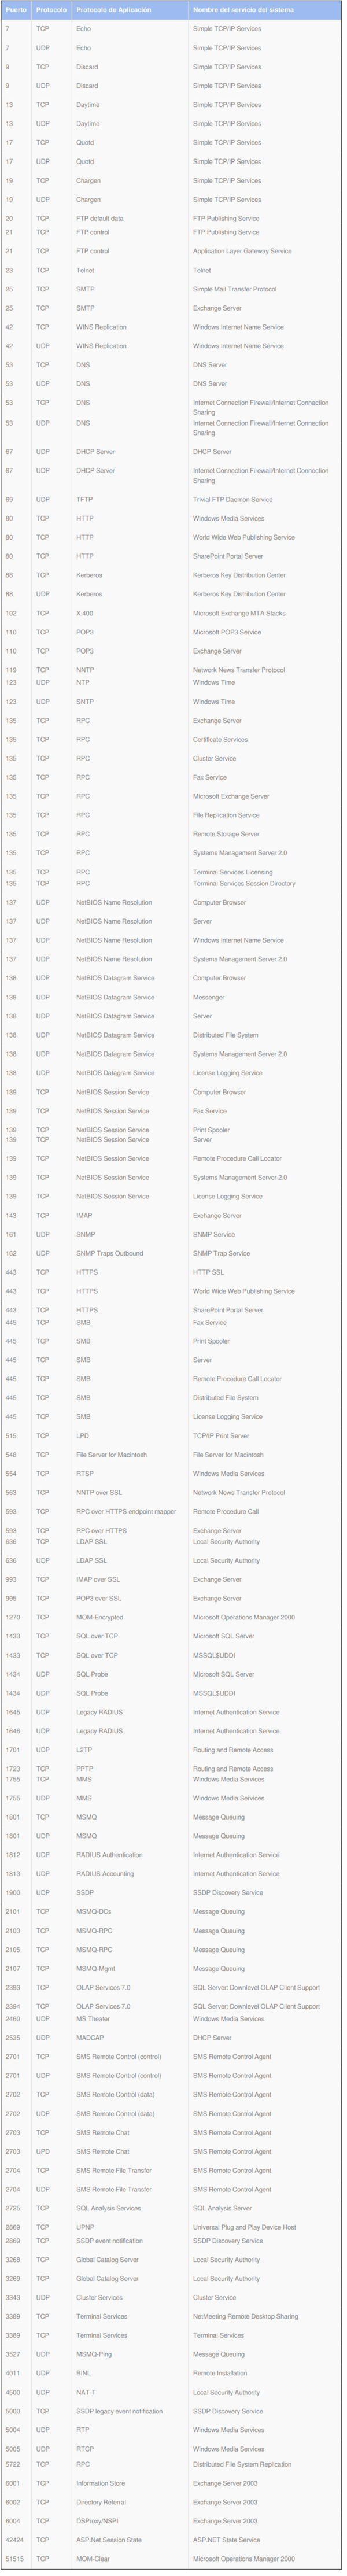 Puerto Protocolo Protocolo de Aplicación Nombre del servicio del sistema
7 TCP Echo Simple TCP/IP Services
7 UDP Echo Simple TCP/IP Services
9 TCP Discard Simple TCP/IP Services
9 UDP Discard Simple TCP/IP Services
13 TCP Daytime Simple TCP/IP Services
13 UDP Daytime Simple TCP/IP Services
17 TCP Quotd Simple TCP/IP Services
17 UDP Quotd Simple TCP/IP Services
19 TCP Chargen Simple TCP/IP Services
19 UDP Chargen Simple TCP/IP Services
20 TCP FTP default data FTP Publishing Service
21 TCP FTP control FTP Publishing Service
21 TCP FTP control Application Layer Gateway Service
23 TCP Telnet Telnet
25 TCP SMTP Simple Mail Transfer Protocol
25 TCP SMTP Exchange Server
42 TCP WINS Replication Windows Internet Name Service
42 UDP WINS Replication Windows Internet Name Service
53 TCP DNS DNS Server
53 UDP DNS DNS Server
53 TCP DNS Internet Connection Firewall/Internet Connection
Sharing
53 UDP DNS Internet Connection Firewall/Internet Connection
Sharing
67 UDP DHCP Server DHCP Server
67 UDP DHCP Server Internet Connection Firewall/Internet Connection
Sharing
69 UDP TFTP Trivial FTP Daemon Service
80 TCP HTTP Windows Media Services
80 TCP HTTP World Wide Web Publishing Service
80 TCP HTTP SharePoint Portal Server
88 TCP Kerberos Kerberos Key Distribution Center
88 UDP Kerberos Kerberos Key Distribution Center
102 TCP X.400 Microsoft Exchange MTA Stacks
110 TCP POP3 Microsoft POP3 Service
110 TCP POP3 Exchange Server
119 TCP NNTP Network News Transfer Protocol
123 UDP NTP Windows Time
123 UDP SNTP Windows Time
135 TCP RPC Exchange Server
135 TCP RPC Certificate Services
135 TCP RPC Cluster Service
135 TCP RPC Fax Service
135 TCP RPC Microsoft Exchange Server
135 TCP RPC File Replication Service
135 TCP RPC Remote Storage Server
135 TCP RPC Systems Management Server 2.0
135 TCP RPC Terminal Services Licensing
135 TCP RPC Terminal Services Session Directory
137 UDP NetBIOS Name Resolution Computer Browser
137 UDP NetBIOS Name Resolution Server
137 UDP NetBIOS Name Resolution Windows Internet Name Service
137 UDP NetBIOS Name Resolution Systems Management Server 2.0
138 UDP NetBIOS Datagram Service Computer Browser
138 UDP NetBIOS Datagram Service Messenger
138 UDP NetBIOS Datagram Service Server
138 UDP NetBIOS Datagram Service Distributed File System
138 UDP NetBIOS Datagram Service Systems Management Server 2.0
138 UDP NetBIOS Datagram Service License Logging Service
139 TCP NetBIOS Session Service Computer Browser
139 TCP NetBIOS Session Service Fax Service
139 TCP NetBIOS Session Service Print Spooler
139 TCP NetBIOS Session Service Server
139 TCP NetBIOS Session Service Remote Procedure Call Locator
139 TCP NetBIOS Session Service Systems Management Server 2.0
139 TCP NetBIOS Session Service License Logging Service
143 TCP IMAP Exchange Server
161 UDP SNMP SNMP Service
162 UDP SNMP Traps Outbound SNMP Trap Service
443 TCP HTTPS HTTP SSL
443 TCP HTTPS World Wide Web Publishing Service
443 TCP HTTPS SharePoint Portal Server
445 TCP SMB Fax Service
445 TCP SMB Print Spooler
445 TCP SMB Server
445 TCP SMB Remote Procedure Call Locator
445 TCP SMB Distributed File System
445 TCP SMB License Logging Service
515 TCP LPD TCP/IP Print Server
548 TCP File Server for Macintosh File Server for Macintosh
554 TCP RTSP Windows Media Services
563 TCP NNTP over SSL Network News Transfer Protocol
593 TCP RPC over HTTPS endpoint mapper Remote Procedure Call
593 TCP RPC over HTTPS Exchange Server
636 TCP LDAP SSL Local Security Authority
636 UDP LDAP SSL Local Security Authority
993 TCP IMAP over SSL Exchange Server
995 TCP POP3 over SSL Exchange Server
1270 TCP MOM-Encrypted Microsoft Operations Manager 2000
1433 TCP SQL over TCP Microsoft SQL Server
1433 TCP SQL over TCP MSSQL$UDDI
1434 UDP SQL Probe Microsoft SQL Server
1434 UDP SQL Probe MSSQL$UDDI
1645 UDP Legacy RADIUS Internet Authentication Service
1646 UDP Legacy RADIUS Internet Authentication Service
1701 UDP L2TP Routing and Remote Access
1723 TCP PPTP Routing and Remote Access
1755 TCP MMS Windows Media Services
1755 UDP MMS Windows Media Services
1801 TCP MSMQ Message Queuing
1801 UDP MSMQ Message Queuing
1812 UDP RADIUS Authentication Internet Authentication Service
1813 UDP RADIUS Accounting Internet Authentication Service
1900 UDP SSDP SSDP Discovery Service
2101 TCP MSMQ-DCs Message Queuing
2103 TCP MSMQ-RPC Message Queuing
2105 TCP MSMQ-RPC Message Queuing
2107 TCP MSMQ-Mgmt Message Queuing
2393 TCP OLAP Services 7.0 SQL Server: Downlevel OLAP Client Support
2394 TCP OLAP Services 7.0 SQL Server: Downlevel OLAP Client Support
2460 UDP MS Theater Windows Media Services
2535 UDP MADCAP DHCP Server
2701 TCP SMS Remote Control (control) SMS Remote Control Agent
2701 UDP SMS Remote Control (control) SMS Remote Control Agent
2702 TCP SMS Remote Control (data) SMS Remote Control Agent
2702 UDP SMS Remote Control (data) SMS Remote Control Agent
2703 TCP SMS Remote Chat SMS Remote Control Agent
2703 UPD SMS Remote Chat SMS Remote Control Agent
2704 TCP SMS Remote File Transfer SMS Remote Control Agent
2704 UDP SMS Remote File Transfer SMS Remote Control Agent
2725 TCP SQL Analysis Services SQL Analysis Server
2869 TCP UPNP Universal Plug and Play Device Host
2869 TCP SSDP event notification SSDP Discovery Service
3268 TCP Global Catalog Server Local Security Authority
3269 TCP Global Catalog Server Local Security Authority
3343 UDP Cluster Services Cluster Service
3389 TCP Terminal Services NetMeeting Remote Desktop Sharing
3389 TCP Terminal Services Terminal Services
3527 UDP MSMQ-Ping Message Queuing
4011 UDP BINL Remote Installation
4500 UDP NAT-T Local Security Authority
5000 TCP SSDP legacy event notification SSDP Discovery Service
5004 UDP RTP Windows Media Services
5005 UDP RTCP Windows Media Services
5722 TCP RPC Distributed File System Replication
6001 TCP Information Store Exchange Server 2003
6002 TCP Directory Referral Exchange Server 2003
6004 TCP DSProxy/NSPI Exchange Server 2003
42424 TCP ASP.Net Session State ASP.NET State Service
51515 TCP MOM-Clear Microsoft Operations Manager 2000